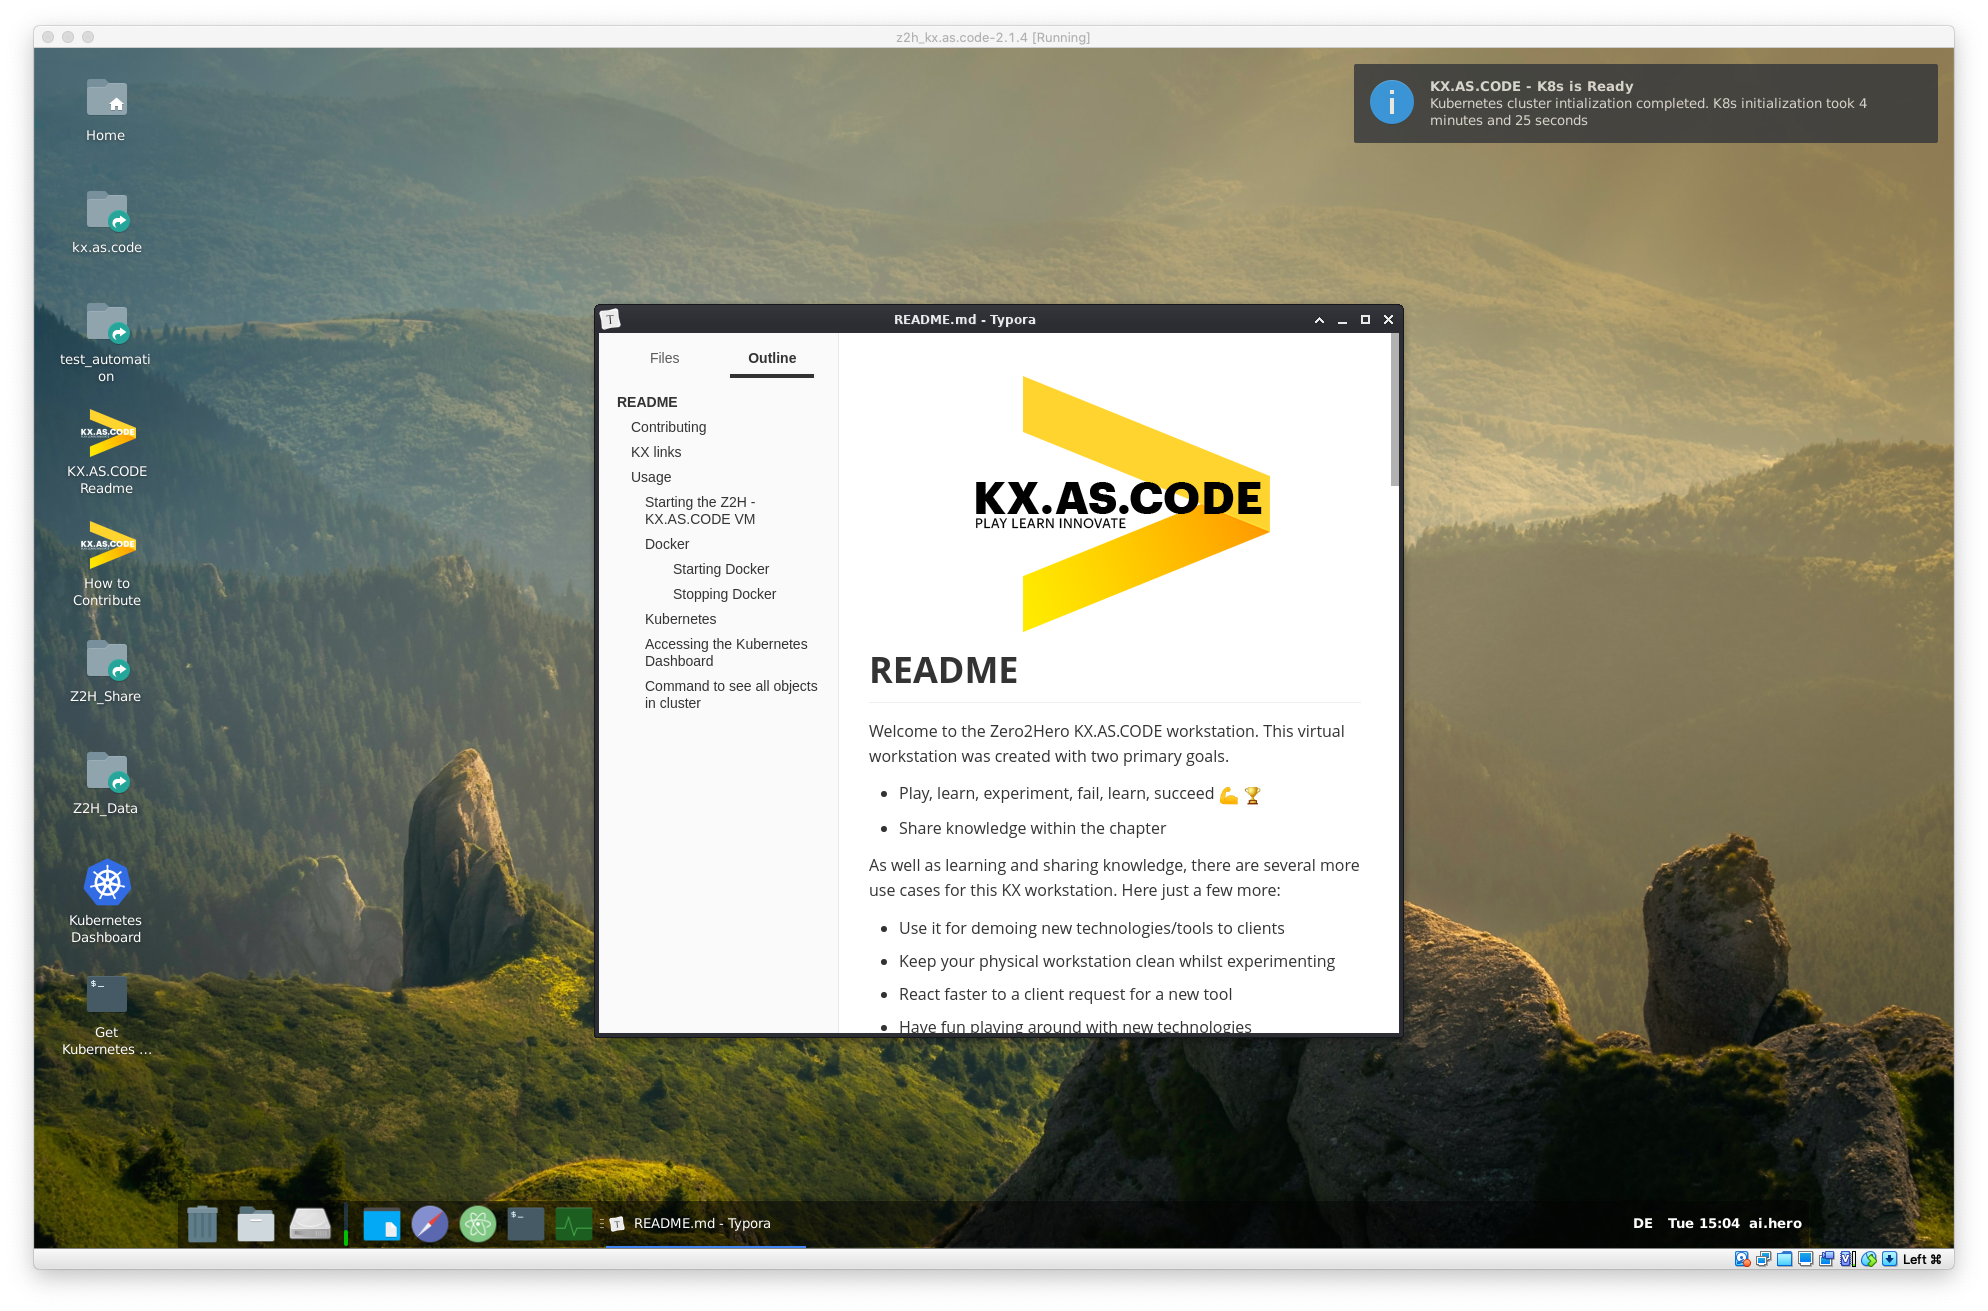 z2h_kx.as.code-2.1.4 [Running]
Home
kx.as.code
test_automati
on
KX.AS.CODE
KX.AS.CODE
Readme
KX.AS.CODE
How to
Contribute
Z2H_Share
Z2H_Data
Kubernetes
Dashboard
$_
Get
Kubernetes ...
KX.AS.CODE - K8s is Ready
Kubernetes cluster intialization completed. K8s initialization took 4
minutes and 25 seconds
T
README.md - Typora
Files
Outline
README
Contributing
KX links
Usage
Starting the Z2H -
KX.AS.CODE VM
Docker
Starting Docker
Stopping Docker
Kubernetes
Accessing the Kubernetes
Dashboard
Command to see all objects
in cluster
KX.AS.CODE
PLAY LEARN INNOVATE
README
Welcome to the Zero2Hero KX.AS.CODE workstation. This virtual
workstation was created with two primary goals.
• Play, learn, experiment, fail, learn, succeed 💪 🏆
• Share knowledge within the chapter
As well as learning and sharing knowledge, there are several more
use cases for this KX workstation. Here just a few more:
• Use it for demoing new technologies/tools to clients
• Keep your physical workstation clean whilst experimenting
• React faster to a client request for a new tool
• Have fun playing around with new technologies
$_
T
README.md - Typora
DE
Tue 15:04
ai.hero
Left ⌘